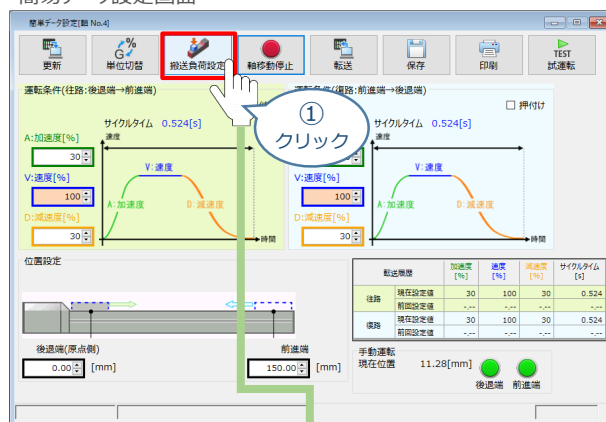 簡易データ設定画面
簡単データ設定[軸 No.4]
更新
単位切替
搬送負荷設定
軸移動停止
転送
保存
印刷
TEST
試運転
運転条件(往路:後退端→前進端)
サイクルタイム 0.524[s]
A:加速度[%]
30
V:速度[%]
100
D:減速度[%]
30
速度
V:速度
A:加速度
D:減速度
時間
①
クリック
:前進端→後退端)
押付け
サイクルタイム 0.524[s]
V:速度[%]
100
D:減速度[%]
30
速度
V:速度
A:加速度
D:減速度
時間
位置設定
後退端(原点側)
0.00 [mm]
前進端
150.00 [mm]
転送履歴 加速度[%] 速度[%] 減速度[%] サイクルタイム[s]
往路 現在設定値 30 100 30 0.524
前回設定値 -.-- -.-- -.-- -.--
復路 現在設定値 30 100 30 0.524
前回設定値 -.-- -.-- -.-- -.--
手動運転
現在位置 11.28[mm]
後退端 前進端